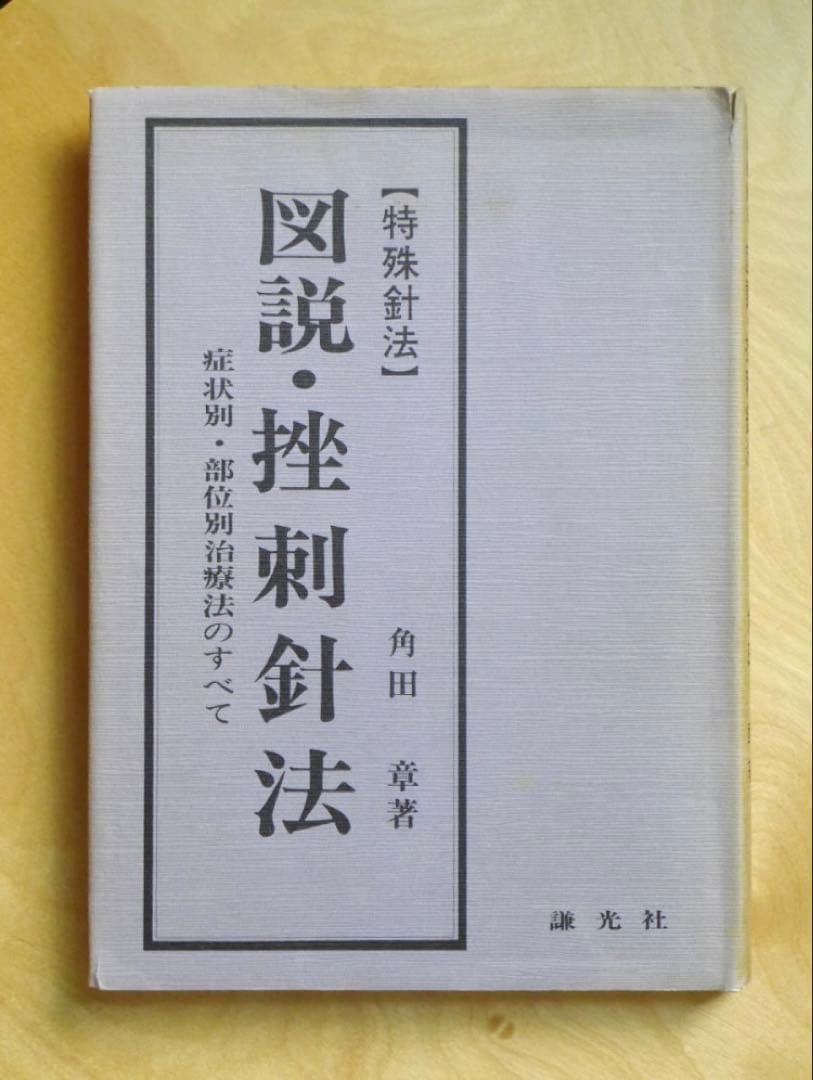 【特殊針法】
図説・挫刺針法
症状別・部位別治療法のすべて
角田 章著
謙光社